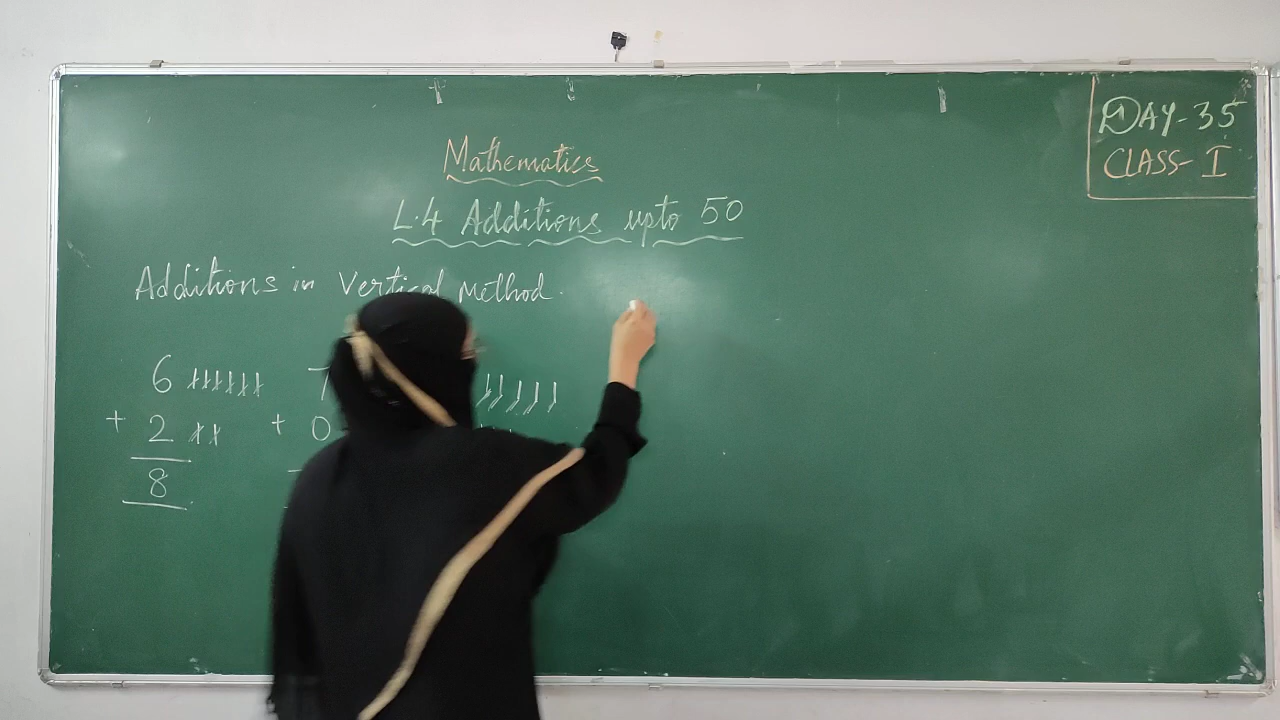 DAY-35
CLASS- I
Mathematics
L.4 Additions upto 50
Additions in Vertical Method.
6
+ 2
8
7
+ 0